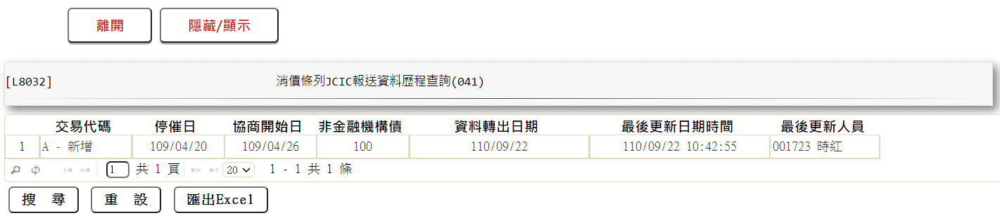 離開 隱藏/顯示
[L8032] 消債條列JCIC報送資料歷程查詢(041)
交易代碼 停催日 協商開始日 非金融機構債 資料轉出日期 最後更新日期時間 最後更新人員
1 A - 新增 109/04/20 109/04/26 100 110/09/22 110/09/22 10:42:55 001723 時紅
1 共 1 頁 20 1 - 1 共 1 條
搜 尋 重 設 匯出Excel